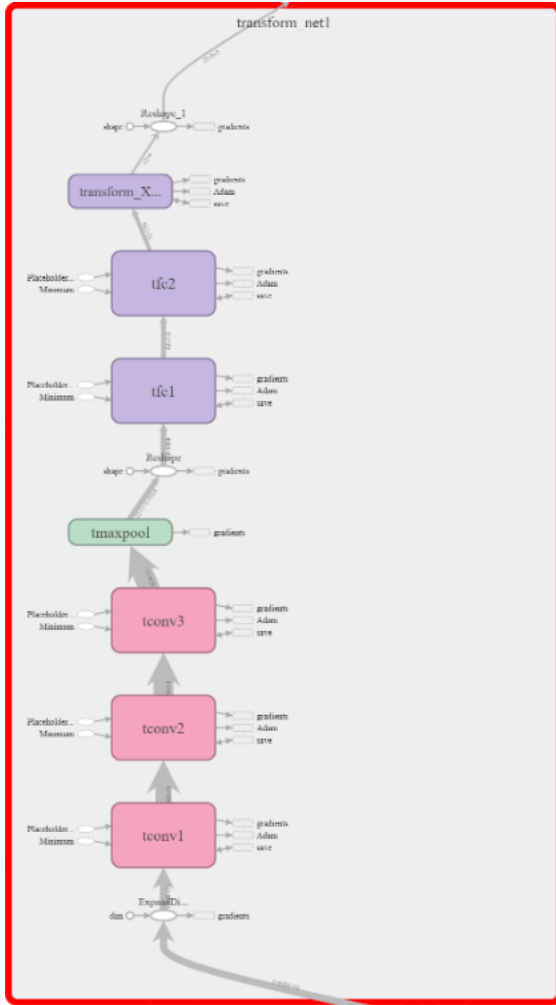 transform_net1
Reshape_1
shape gradients
transform_X... gradients
Adam
save
Placeholder... tfc2 gradients
Minimum Adam
save
Placeholder... tfc1 gradients
Minimum Adam
save
Reshape
shape gradients
tmaxpool gradients
Placeholder... tconv3 gradients
Minimum Adam
save
Placeholder... tconv2 gradients
Minimum Adam
save
Placeholder... tconv1 gradients
Minimum Adam
save
ExpandDi...
dim gradients